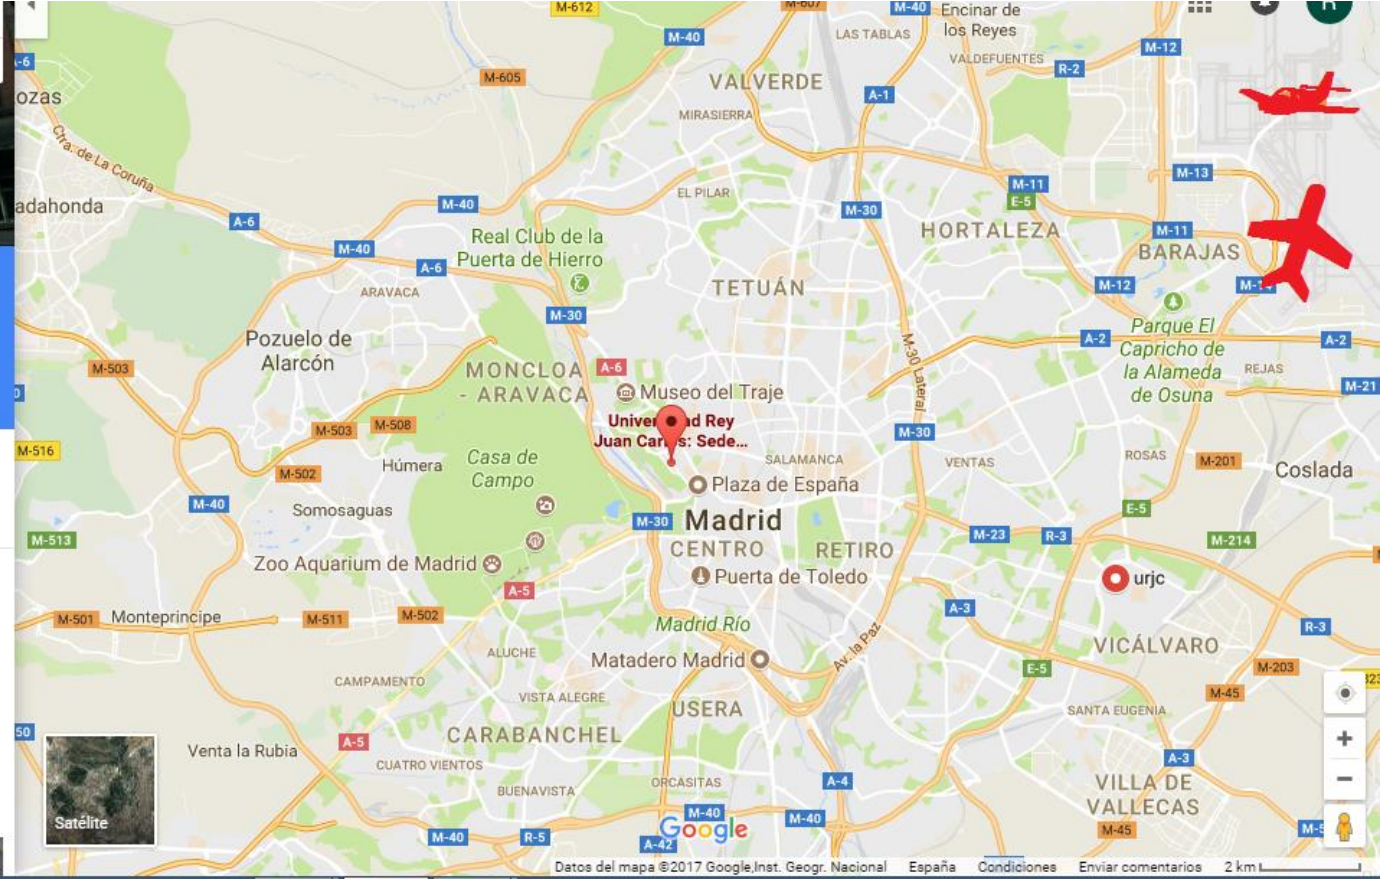 M-612
M-607
M-40
Encinar de
los Reyes
M-40
LAS TABLAS
M-12
A-6
M-605
VALDEFUENTES
R-2
VALVERDE
A-1
ozas
MIRASIERRA
Ctra. de La Coruña
M-13
M-11
EL PILAR
E-5
adahonda
M-40
M-30
A-6
HORTALEZA
M-11
Real Club de la
Puerta de Hierro
M-40
BARAJAS
A-6
TETUÁN
M-12
ARAVACA
M-30
Parque El
Capricho de
la Alameda
de Osuna
Pozuelo de
Alarcón
A-2
A-2
M-30 Lateral
M-503
MONCLOA
- ARAVACA
A-6
REJAS
M-21
Museo del Traje
Universidad Rey
Juan Carlos: Sede...
M-503
M-508
M-30
M-516
Casa de
Campo
Húmera
SALAMANCA
VENTAS
ROSAS
M-201
Coslada
M-502
Plaza de España
M-40
Somosaguas
M-30
Madrid
E-5
M-513
CENTRO
RETIRO
M-23
R-3
M-214
Zoo Aquarium de Madrid
Puerta de Toledo
urjc
A-5
M-501
Monteprincipe
M-511
M-502
A-3
Madrid Río
R-3
Av. la Paz
VICÁLVARO
ALUCHE
Matadero Madrid
E-5
M-203
CAMPAMENTO
VISTA ALEGRE
USERA
M-45
SANTA EUGENIA
50
Venta la Rubia
A-5
CARABANCHEL
CUATRO VIENTOS
A-3
ORCASITAS
A-4
BUENAVISTA
VILLA DE
VALLECAS
Satélite
M-40
R-5
M-40
M-40
Google
A-42
M-45
Datos del mapa ©2017 Google,Inst. Geogr. Nacional España Condiciones Enviar comentarios 2 km